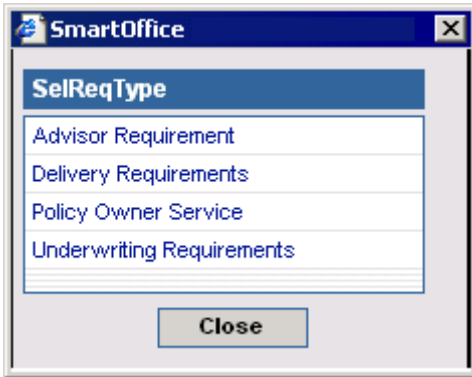 SmartOffice
SelReqType
Advisor Requirement
Delivery Requirements
Policy Owner Service
Underwriting Requirements
Close